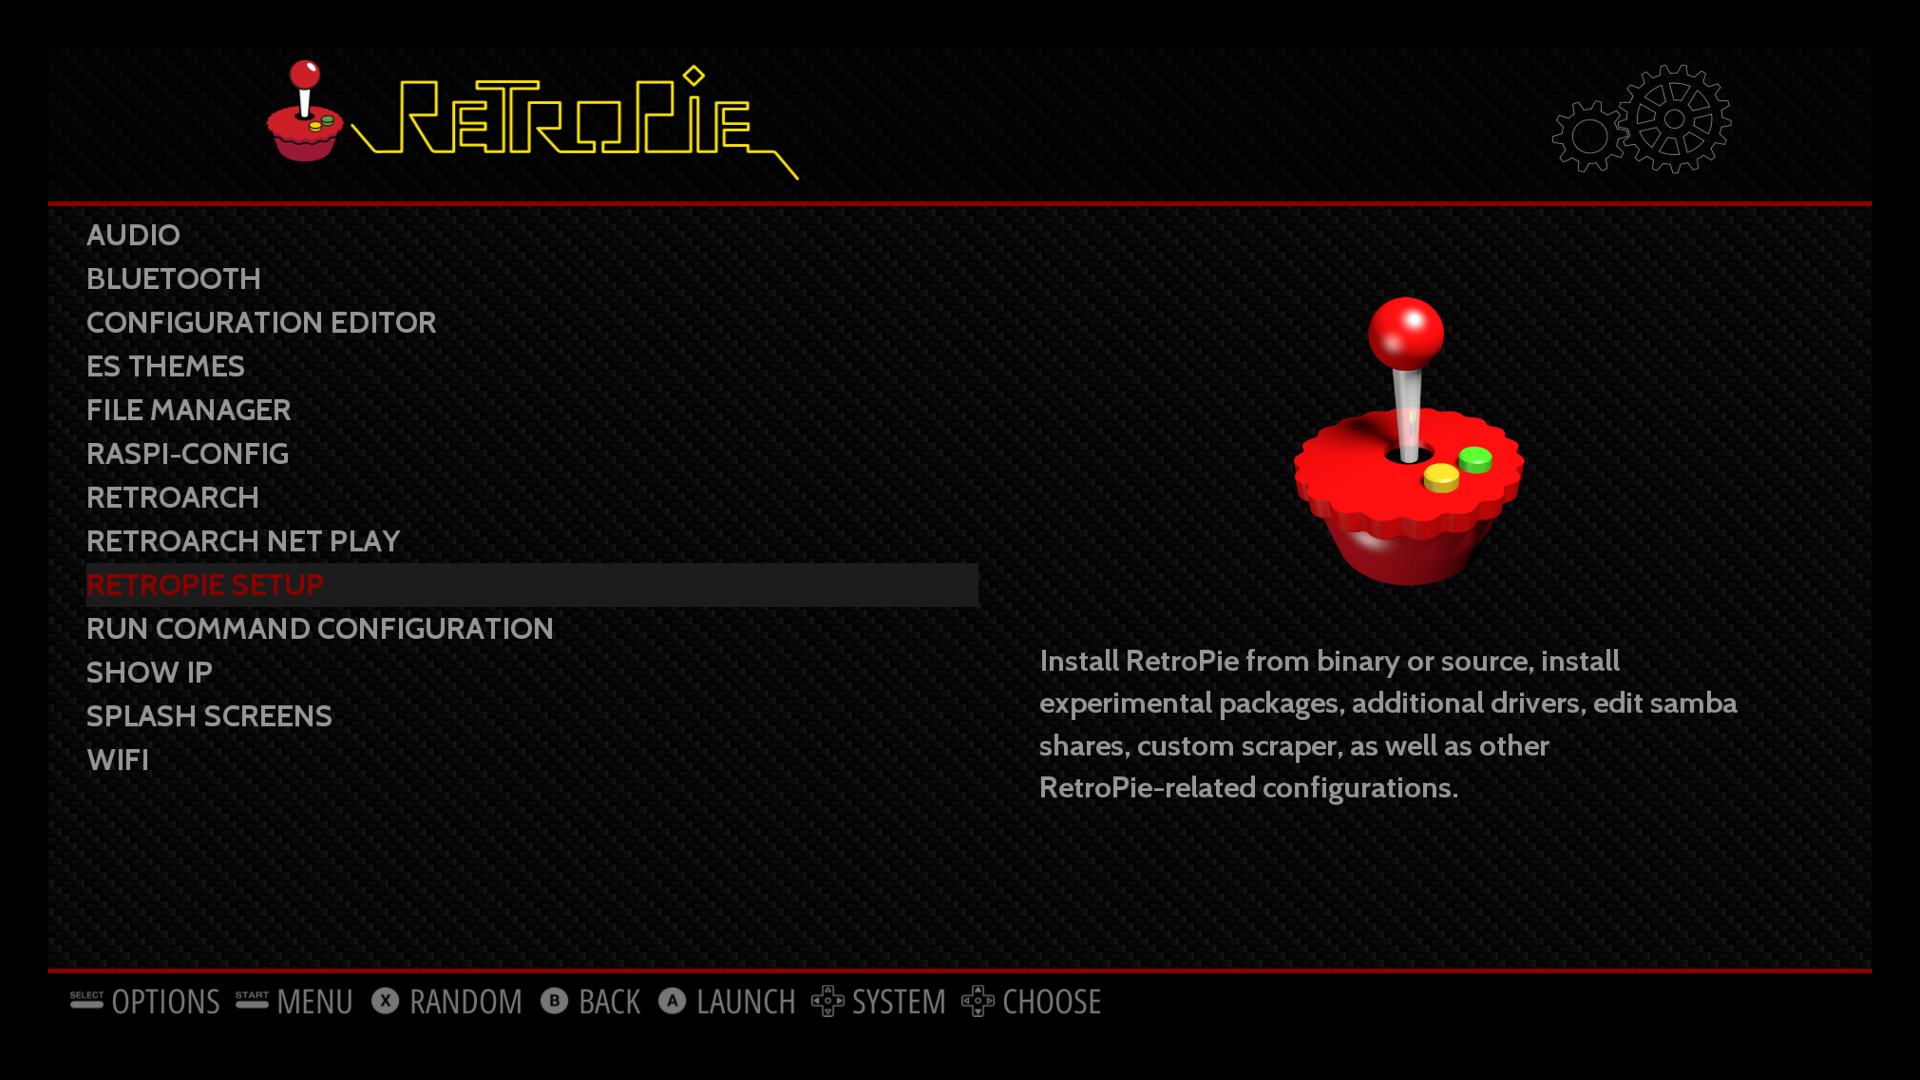 RETROPIE
AUDIO
BLUETOOTH
CONFIGURATION EDITOR
ES THEMES
FILE MANAGER
RASPI-CONFIG
RETROARCH
RETROARCH NET PLAY
RETROPIE SETUP
RUN COMMAND CONFIGURATION
SHOW IP
SPLASH SCREENS
WIFI
Install RetroPie from binary or source, install
experimental packages, additional drivers, edit samba
shares, custom scraper, as well as other
RetroPie-related configurations.
SELECT OPTIONS START MENU X RANDOM B BACK A LAUNCH SYSTEM CHOOSE